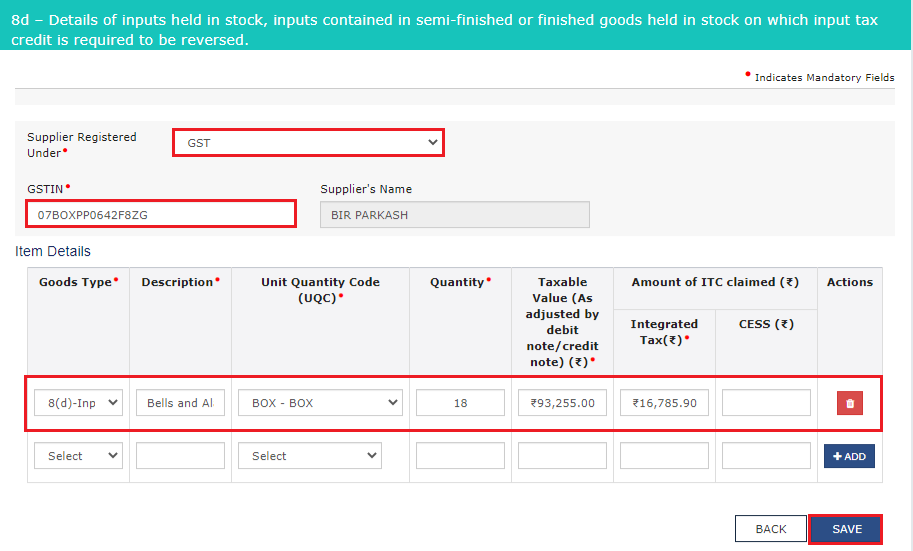 8d – Details of inputs held in stock, inputs contained in semi-finished or finished goods held in stock on which input tax
credit is required to be reversed.
• Indicates Mandatory Fields
Supplier Registered
Under•
GST
GSTIN•
Supplier's Name
07BOXPP0642F8ZG
BIR PARKASH
Item Details
Goods Type•
Description•
Unit Quantity Code
(UQC)•
Quantity•
Taxable
Value (As
adjusted by
debit
note/credit
note) (₹)•
Amount of ITC claimed (₹)
Integrated
Tax(₹)•
CESS (₹)
Actions
8(d)-Inp
Bells and Al
BOX - BOX
18
₹93,255.00
₹16,785.90
Select
Select
+ ADD
BACK
SAVE